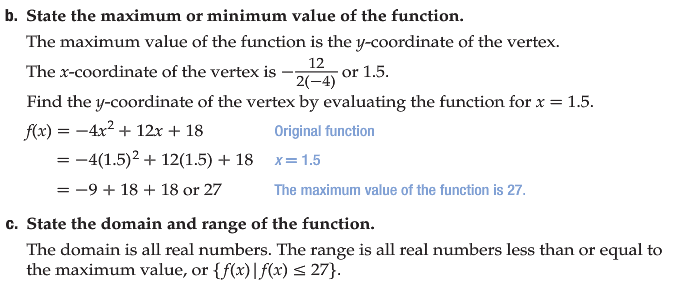 b. State the maximum or minimum value of the function.
The maximum value of the function is the y-coordinate of the vertex.
The x-coordinate of the vertex is −12/2(−4) or 1.5.
Find the y-coordinate of the vertex by evaluating the function for x = 1.5.
f(x) = −4x² + 12x + 18 Original function
= −4(1.5)² + 12(1.5) + 18 x = 1.5
= −9 + 18 + 18 or 27 The maximum value of the function is 27.
c. State the domain and range of the function.
The domain is all real numbers. The range is all real numbers less than or equal to
the maximum value, or {f(x)|f(x) ≤ 27}.